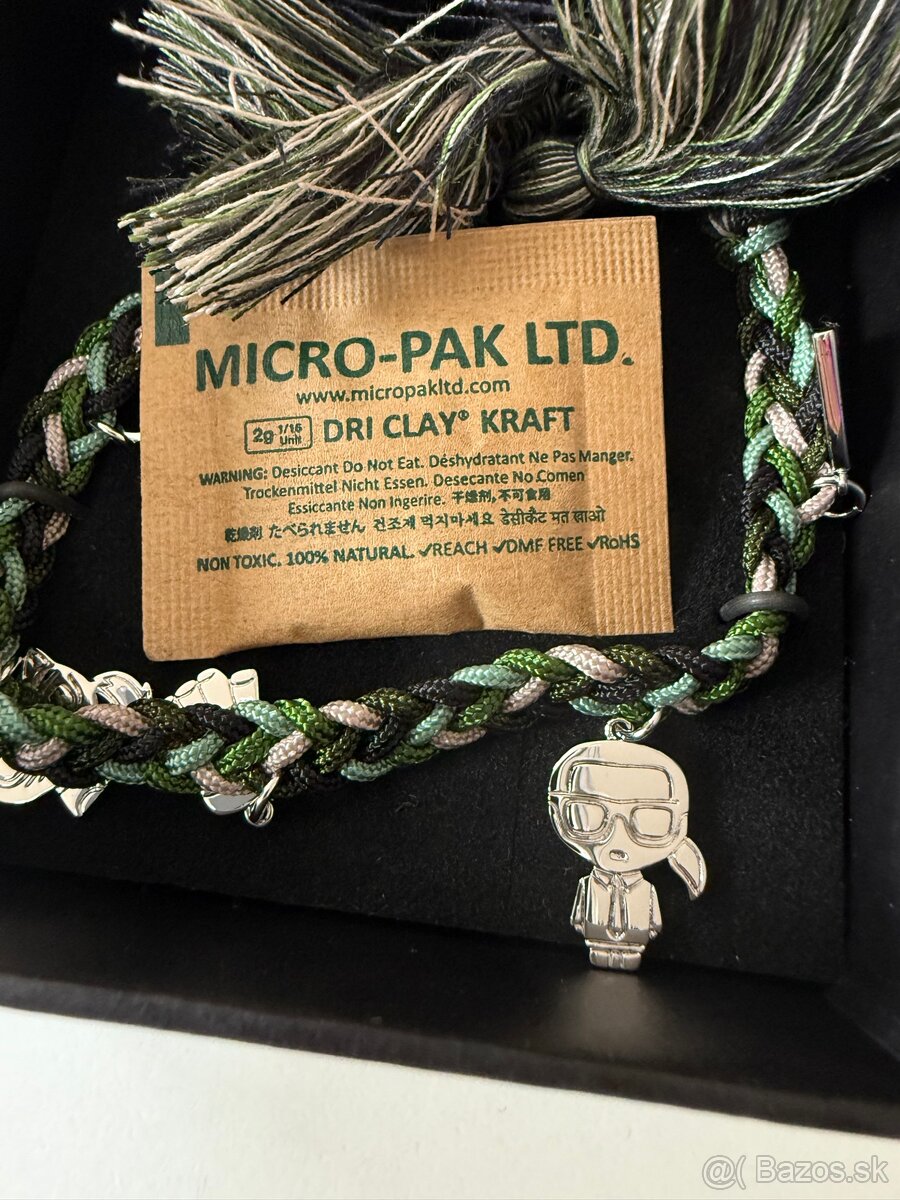 MICRO-PAK LTD.
www.micropakltd.com
2g 1/16 Unit DRI CLAY® KRAFT
WARNING: Desiccant Do Not Eat. Déshydratant Ne Pas Manger.
Trockenmittel Nicht Essen. Desecante No Comen
Essiccante Non Ingerire. 干燥剂,不可食用
乾燥剤 たべられません 건조제 먹지마세요 डेसीकैट मत खाओ
NON TOXIC. 100% NATURAL. ✓REACH ✓DMF FREE ✓RoHS
@( Bazos.sk